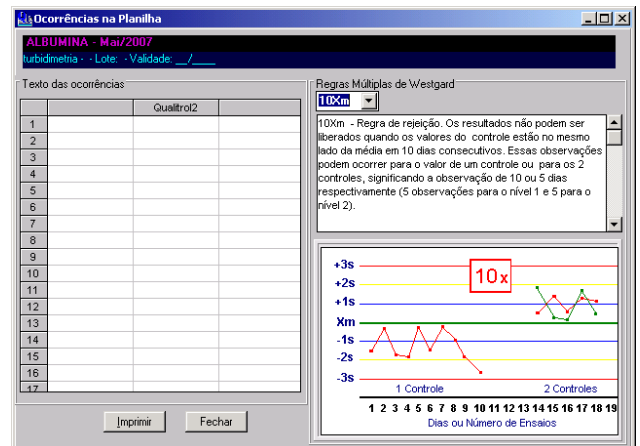 Ocorrências na Planilha
ALBUMINA - Mai/2007
turbidimetria - - Lote: - Validade: __/____
Texto das ocorrências
Qualitrol2
1
2
3
4
5
6
7
8
9
10
11
12
13
14
15
16
17
Imprimir
Fechar
Regras Múltiplas de Westgard
10Xm
10Xm - Regra de rejeição. Os resultados não podem ser
liberados quando os valores do controle estão no mesmo
lado da média em 10 dias consecutivos. Essas observações
podem ocorrer para o valor de um controle ou para os 2
controles, significando a observação de 10 ou 5 dias
respectivamente (5 observações para o nível 1 e 5 para o
nível 2).
10x
+3s
+2s
+1s
Xm
-1s
-2s
-3s
1 Controle 2 Controles
1 2 3 4 5 6 7 8 9 10 11 12 13 14 15 16 17 18 19
Dias ou Número de Ensaios